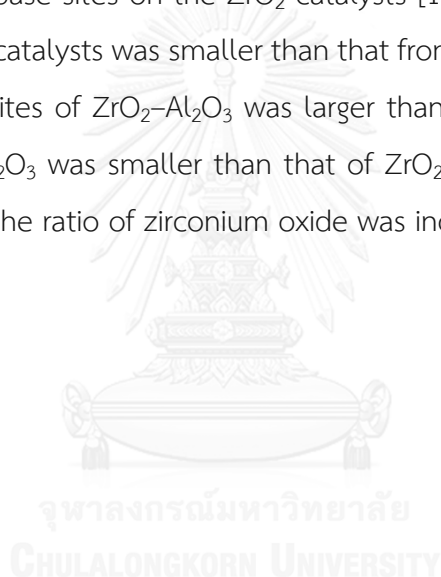 base sites on the ZrO₂ catalysts [1
catalysts was smaller than that from
ites of ZrO₂–Al₂O₃ was larger than
₂O₃ was smaller than that of ZrO₂
he ratio of zirconium oxide was inc
จุฬาลงกรณ์มหาวิทยาลัย
CHULALONGKORN UNIVERSITY